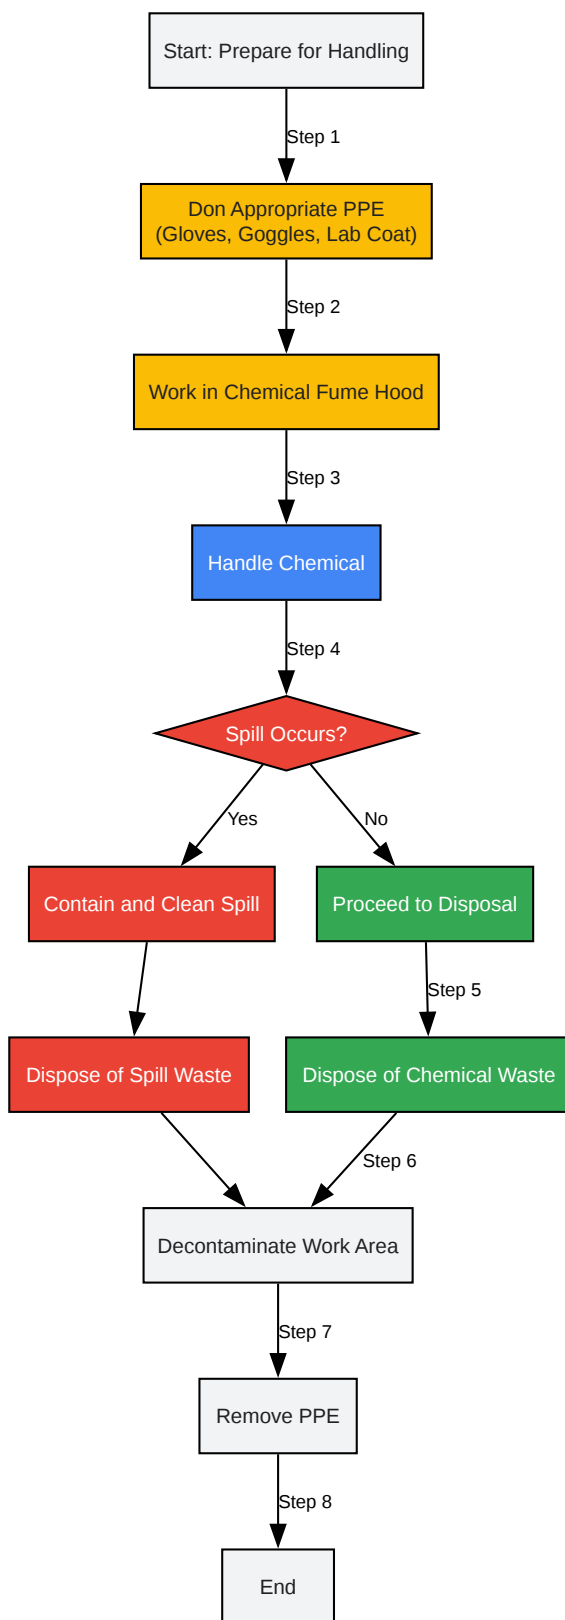 Start: Prepare for Handling
Step 1
Don Appropriate PPE
(Gloves, Goggles, Lab Coat)
Step 2
Work in Chemical Fume Hood
Step 3
Handle Chemical
Step 4
Spill Occurs?
Yes
No
Contain and Clean Spill
Proceed to Disposal
Step 5
Dispose of Spill Waste
Dispose of Chemical Waste
Step 6
Decontaminate Work Area
Step 7
Remove PPE
Step 8
End